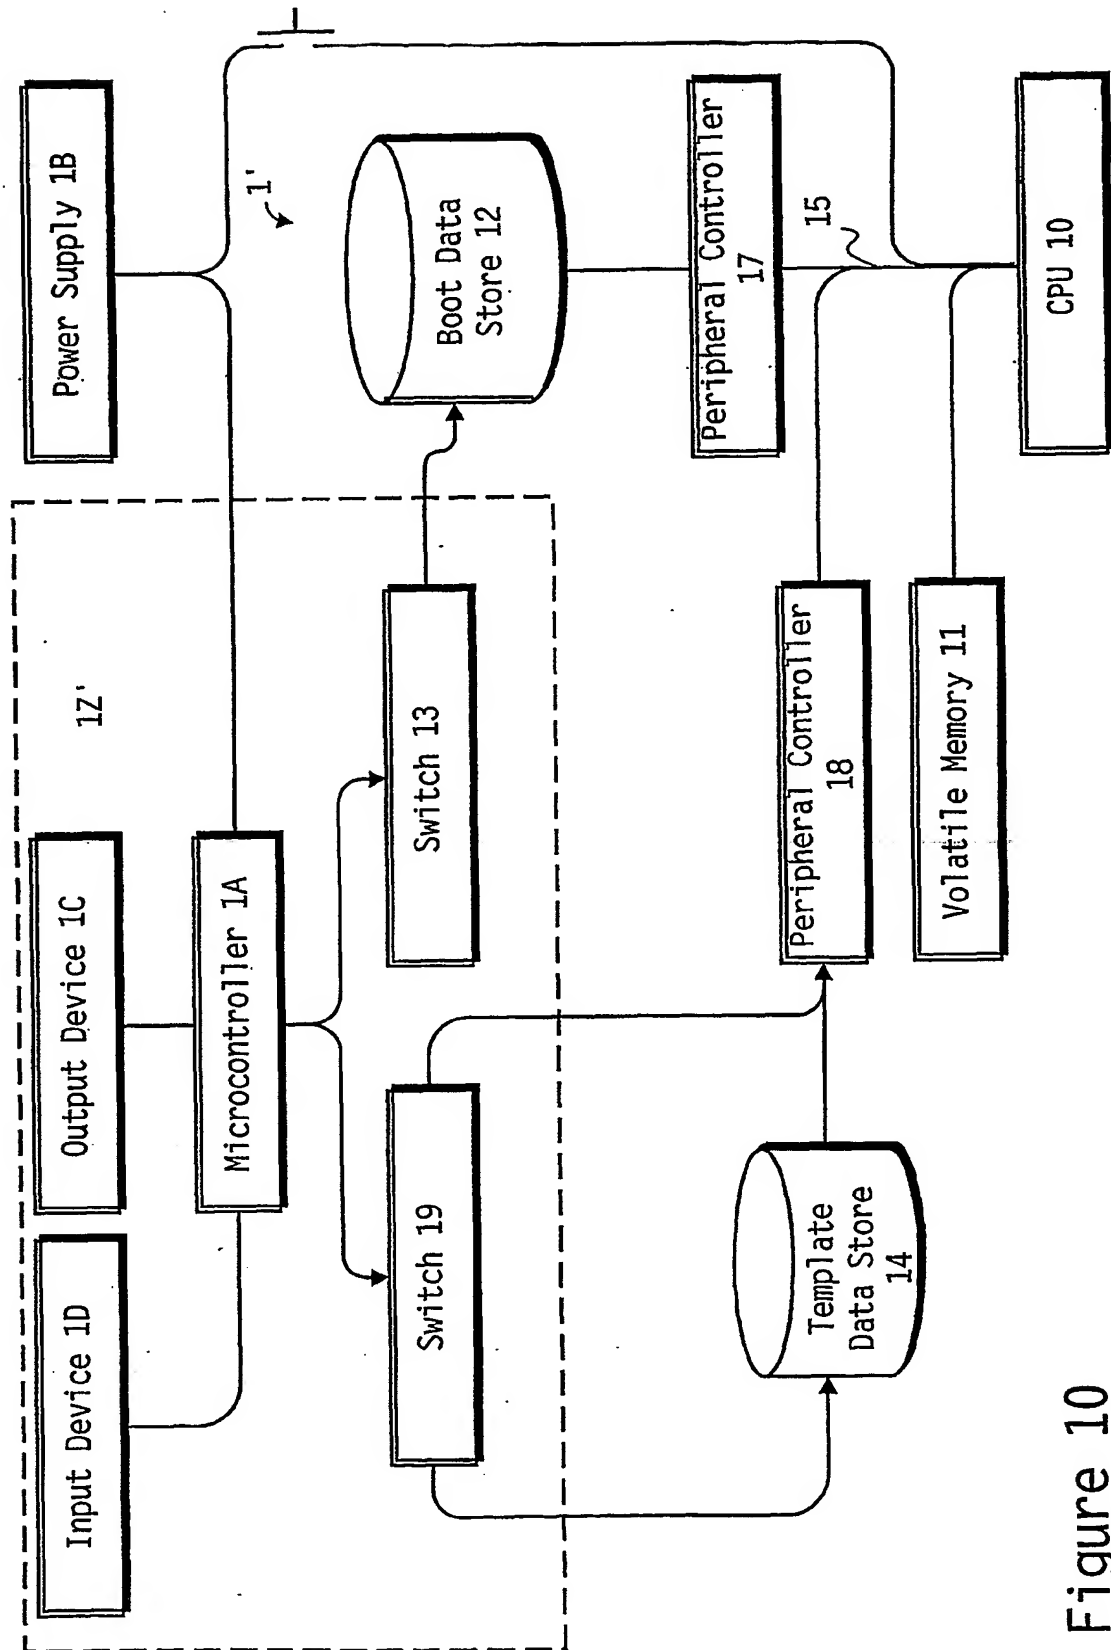 Input Device 1D
Output Device 1C
Power Supply 1B
1Z'
Microcontroller 1A
1'
Switch 19
Switch 13
Boot Data
Store 12
Template
Data Store
14
Peripheral Controller
18
Peripheral Controller
17
15
Volatile Memory 11
CPU 10
Figure 10